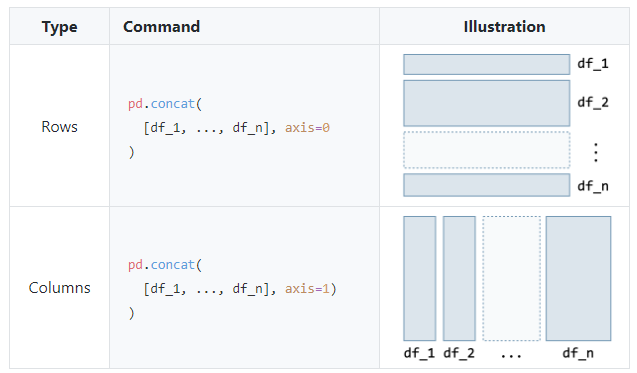 Type Command Illustration
Rows
pd.concat(
[df_1, ..., df_n], axis=0
)
df_1
df_2
⋮
df_n
Columns
pd.concat(
[df_1, ..., df_n], axis=1)
)
df_1 df_2 ... df_n